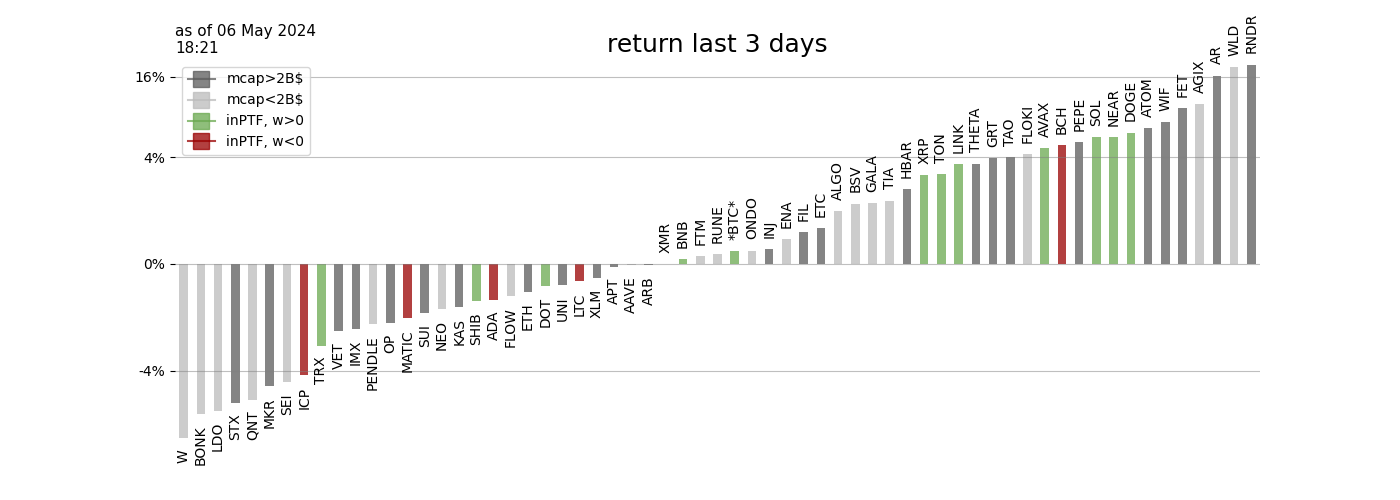 as of 06 May 2024
18:21
return last 3 days
mcap>2B$
mcap<2B$
inPTF, w>0
inPTF, w<0
16%
4%
0%
-4%
W
BONK
LDO
STX
QNT
MKR
SEI
ICP
TRX
VET
IMX
PENDLE
OP
MATIC
SUI
NEO
KAS
SHIB
ADA
FLOW
ETH
DOT
UNI
LTC
XLM
APT
AAVE
ARB
XMR
BNB
FTM
RUNE
*BTC*
ONDO
INJ
ENA
FIL
ETC
ALGO
BSV
GALA
TIA
HBAR
XRP
TON
LINK
THETA
GRT
TAO
FLOKI
AVAX
BCH
PEPE
SOL
NEAR
DOGE
ATOM
WIF
FET
AGIX
AR
WLD
RNDR